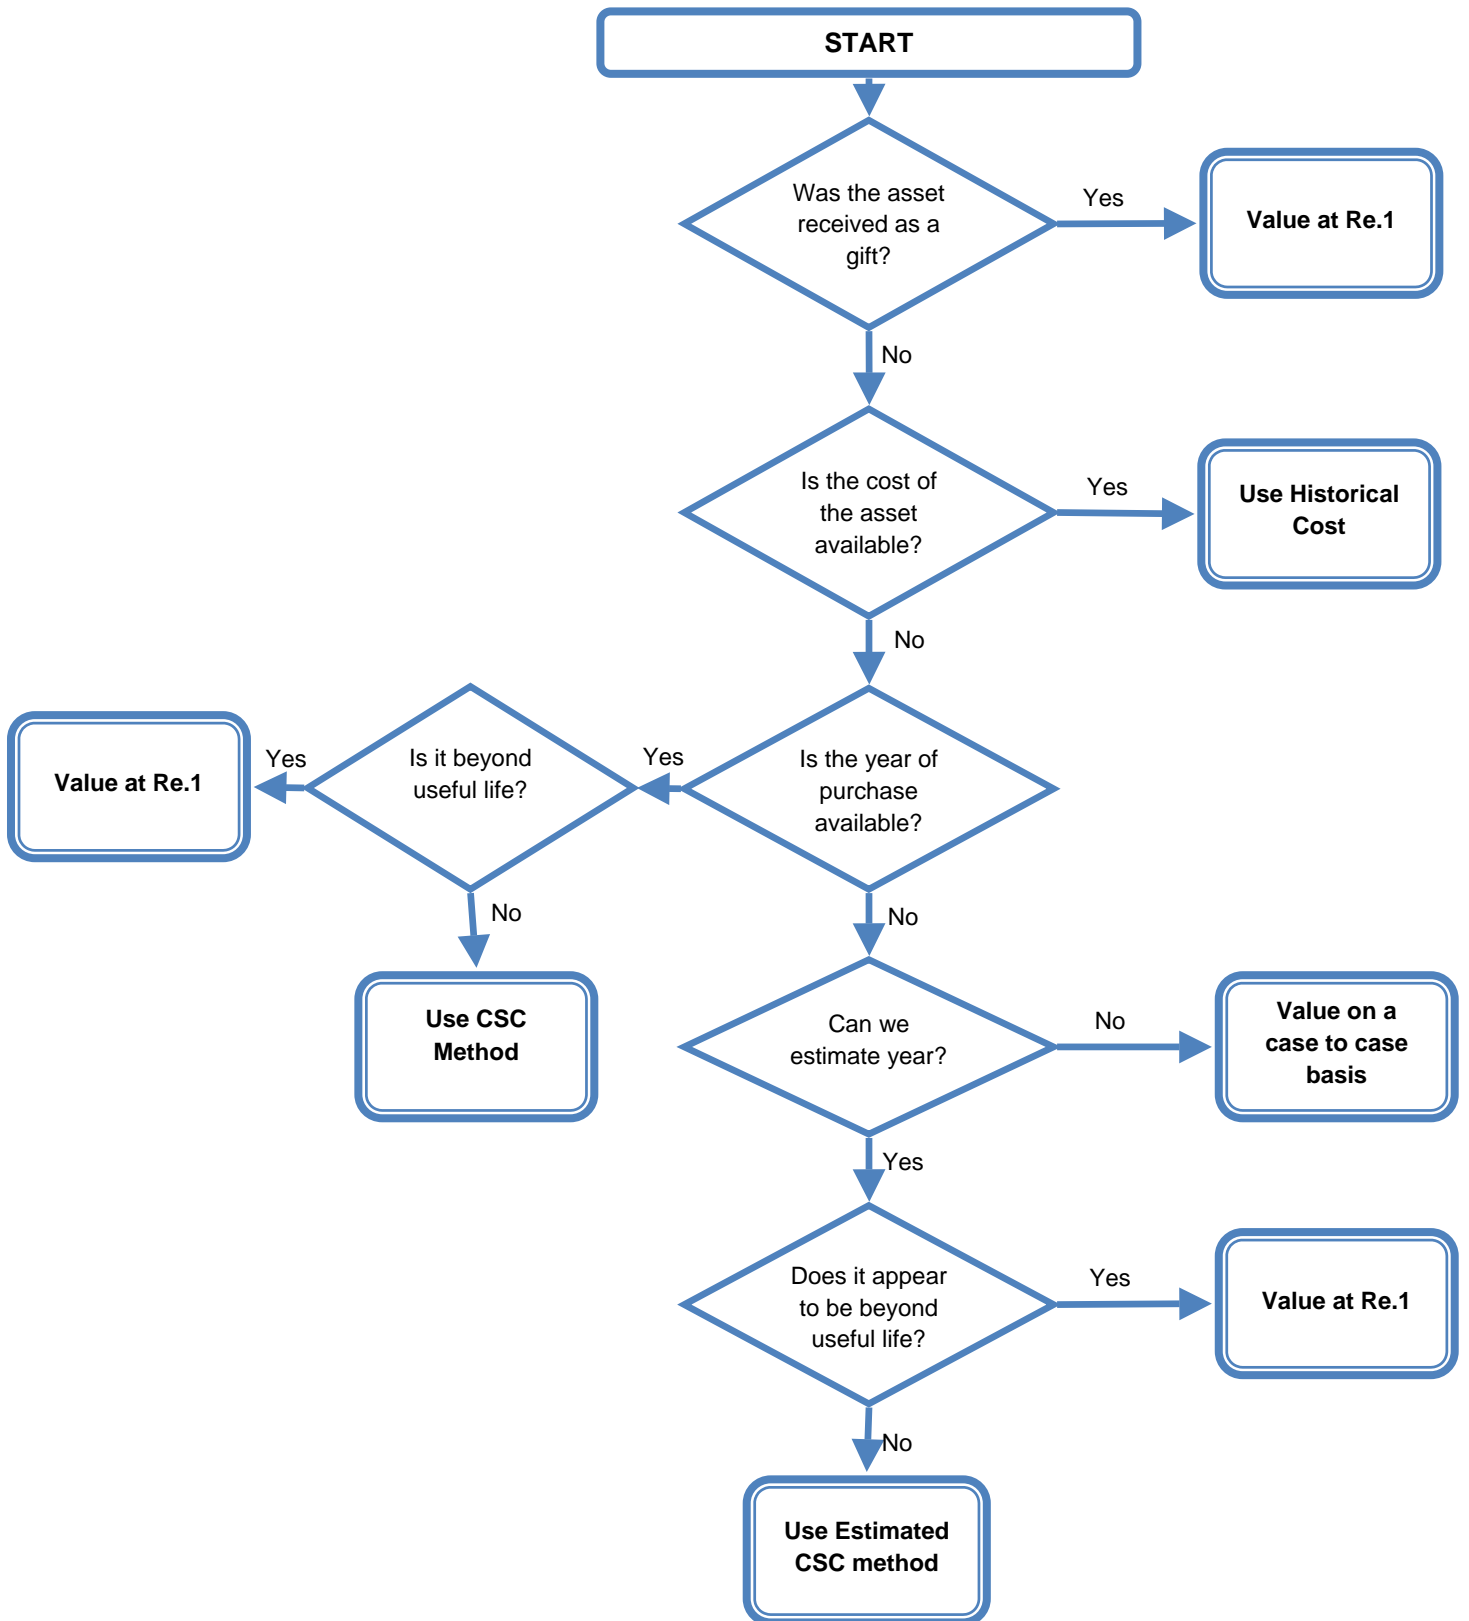 START
Was the asset
received as a
gift?
Yes
Value at Re.1
No
Is the cost of
the asset
available?
Yes
Use Historical
Cost
No
Is the year of
purchase
available?
Yes
Is it beyond
useful life?
Yes
Value at Re.1
No
Use CSC
Method
No
Can we
estimate year?
No
Value on a
case to case
basis
Yes
Does it appear
to be beyond
useful life?
Yes
Value at Re.1
No
Use Estimated
CSC method